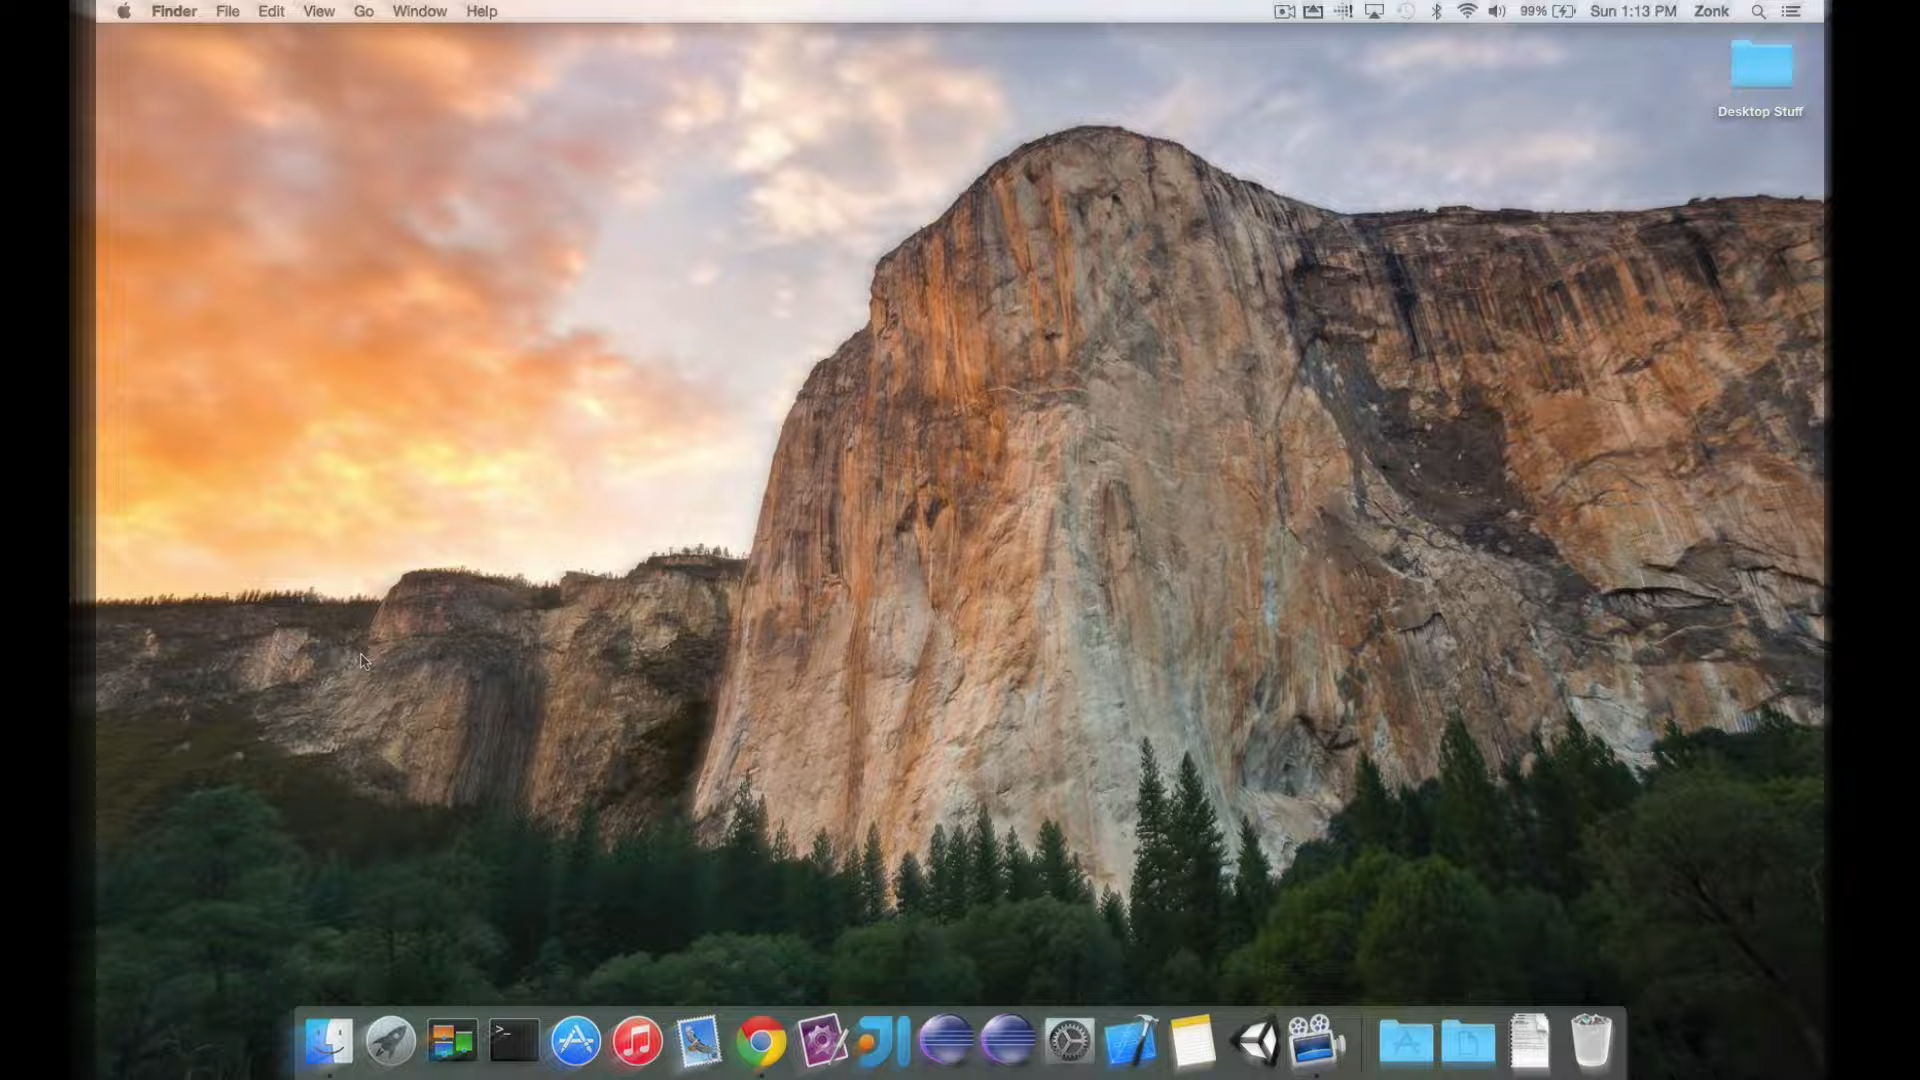 Finder File Edit View Go Window Help 99% Sun 1:13 PM Zonk
Desktop Stuff
>_